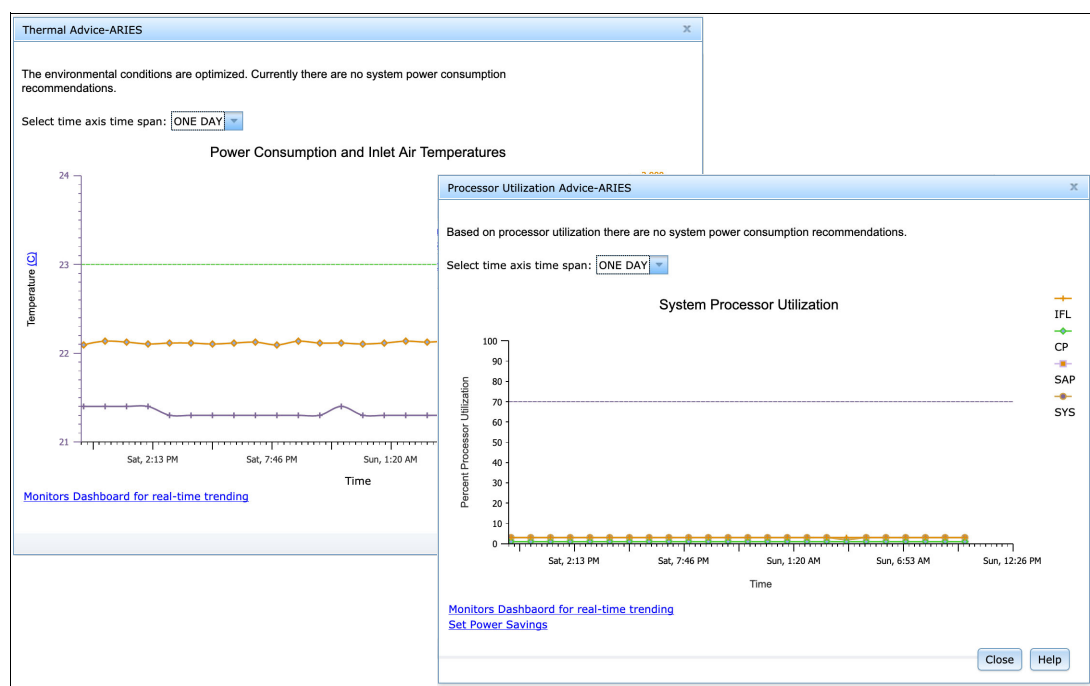 Thermal Advice-ARIES
x
The environmental conditions are optimized. Currently there are no system power consumption
recommendations.
Select time axis time span: ONE DAY
Power Consumption and Inlet Air Temperatures
24
23
22
21
Temperature (C)
Sat, 2:13 PM
Sat, 7:46 PM
Sun, 1:20 AM
Time
Monitors Dashboard for real-time trending
Processor Utilization Advice-ARIES
x
Based on processor utilization there are no system power consumption recommendations.
Select time axis time span: ONE DAY
System Processor Utilization
IFL
CP
SAP
SYS
100
90
80
70
60
50
40
30
20
10
0
Percent Processor Utilization
Sat, 2:13 PM
Sat, 7:46 PM
Sun, 1:20 AM
Sun, 6:53 AM
Sun, 12:26 PM
Time
Monitors Dashbaord for real-time trending
Set Power Savings
Close
Help